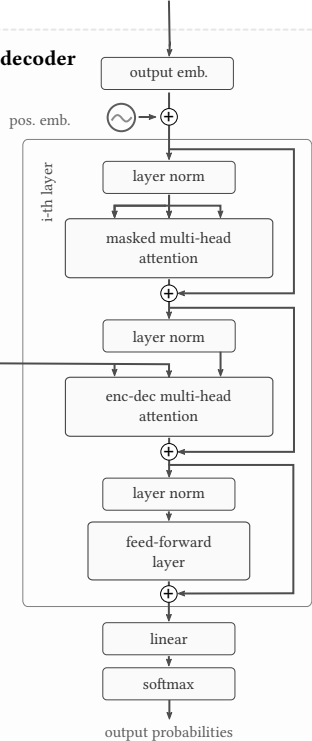 decoder
output emb.
pos. emb.
i-th layer
layer norm
masked multi-head
attention
layer norm
enc-dec multi-head
attention
layer norm
feed-forward
layer
linear
softmax
output probabilities